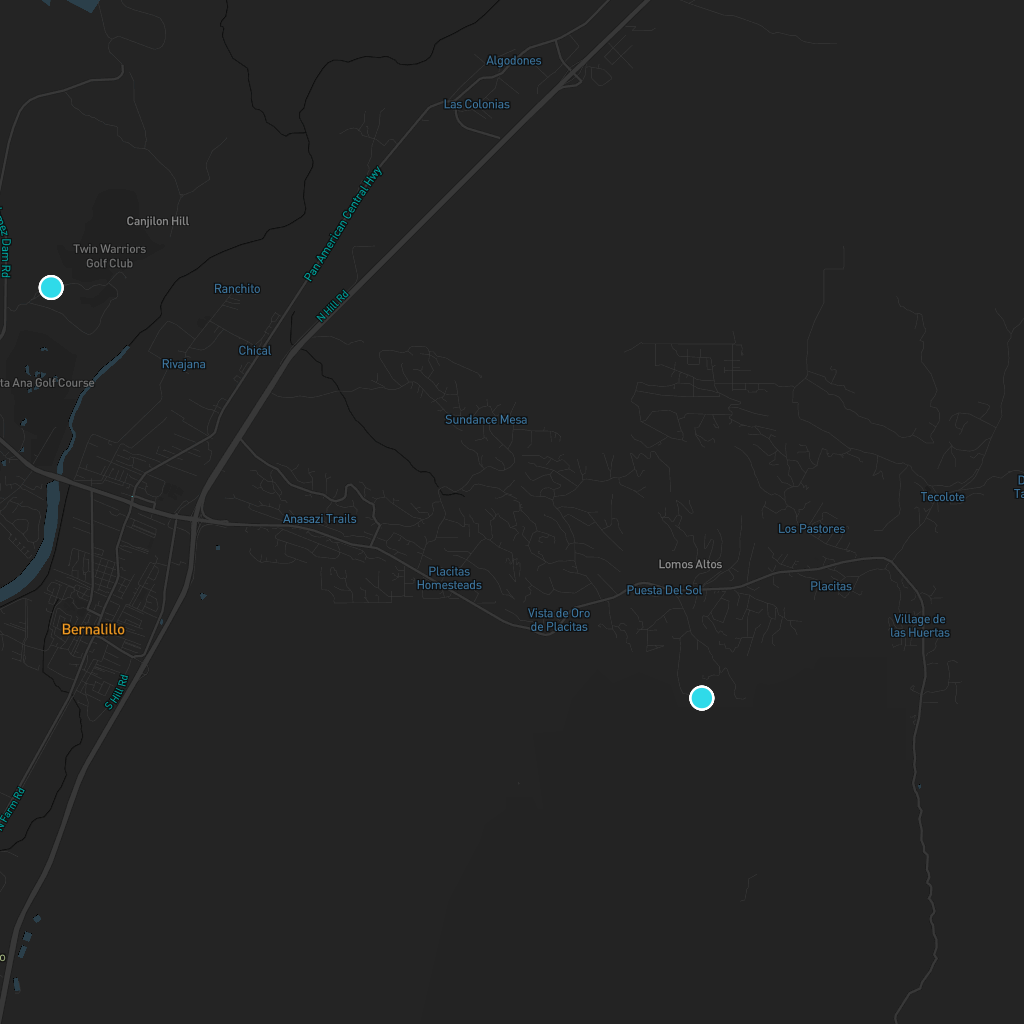 Algodones
Las Colonias
Pan American Central Hwy
Canjilon Hill
mez Dam Rd
Twin Warriors
Golf Club
Ranchito
N Hill Rd
Chical
Rivajana
ta Ana Golf Course
Sundance Mesa
Tecolote
D
Ta
Anasazi Trails
Los Pastores
Lomos Altos
Placitas
Homesteads
Puesta Del Sol
Placitas
Vista de Oro
de Placitas
Village de
las Huertas
Bernalillo
S Hill Rd
N Farm Rd
o